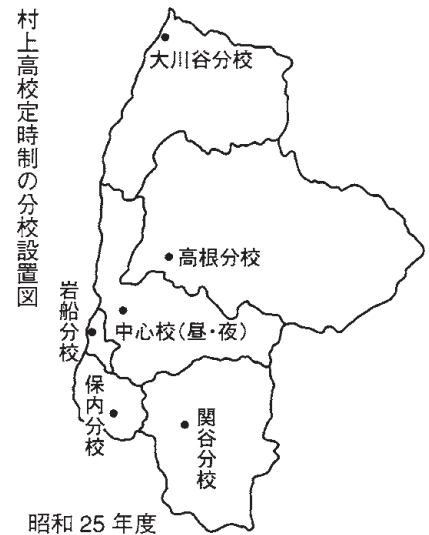 村上高校定時制の分校設置図
大川谷分校
高根分校
岩船分校
中心校(昼・夜)
保内分校
関谷分校
昭和25年度